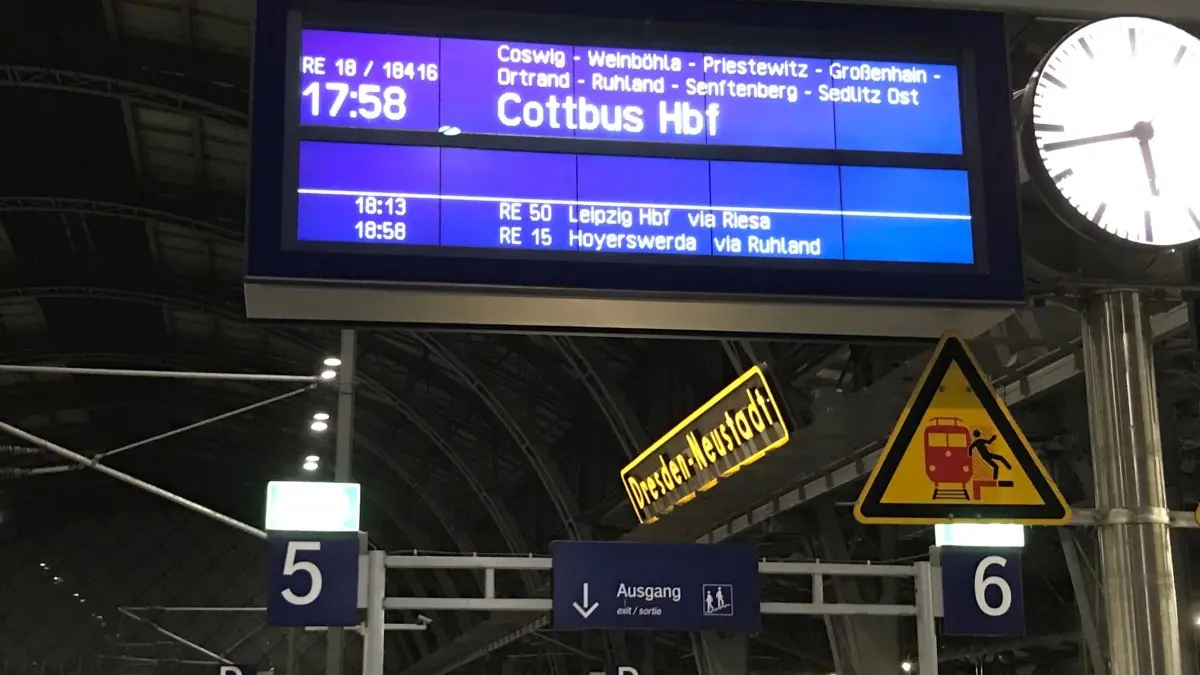 RE 18 / 18416
17:58
Coswig - Weinböhla - Priestewitz - Großenhain -
Ortrand - Ruhland - Senftenberg - Sedlitz Ost
Cottbus Hbf
18:13 RE 50 Leipzig Hbf via Riesa
18:58 RE 15 Hoyerswerda via Ruhland
Dresden-Neustadt
5
Ausgang
exit / sortie
6